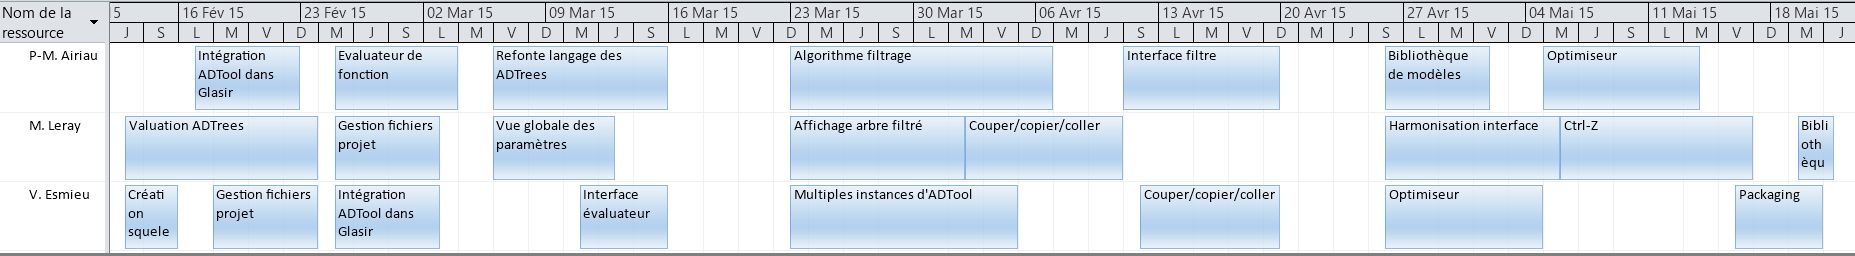 Nom de la ressource
5 16 Fév 15 23 Fév 15 02 Mar 15 09 Mar 15 16 Mar 15 23 Mar 15 30 Mar 15 06 Avr 15 13 Avr 15 20 Avr 15 27 Avr 15 04 Mai 15 11 Mai 15 18 Mai 15
J S L M V D M J S L M V D M J S L M V D M J S L M V D M J S L M V D M J S L M V D M J S L M V D M J
P-M. Airiau
Intégration
ADTool dans
Glasir
Evaluateur de
fonction
Refonte langage des
ADTrees
Algorithme filtrage
Interface filtre
Bibliothèque
de modèles
Optimiseur
M. Leray
Valuation ADTrees
Gestion fichiers
projet
Vue globale des
paramètres
Affichage arbre filtré
Couper/copier/coller
Harmonisation interface
Ctrl-Z
Bibli
oth
èqu
V. Esmieu
Créati
on
squele
Gestion fichiers
projet
Intégration
ADTool dans
Glasir
Interface
évaluateur
Multiples instances d'ADTool
Couper/copier/coller
Optimiseur
Packaging